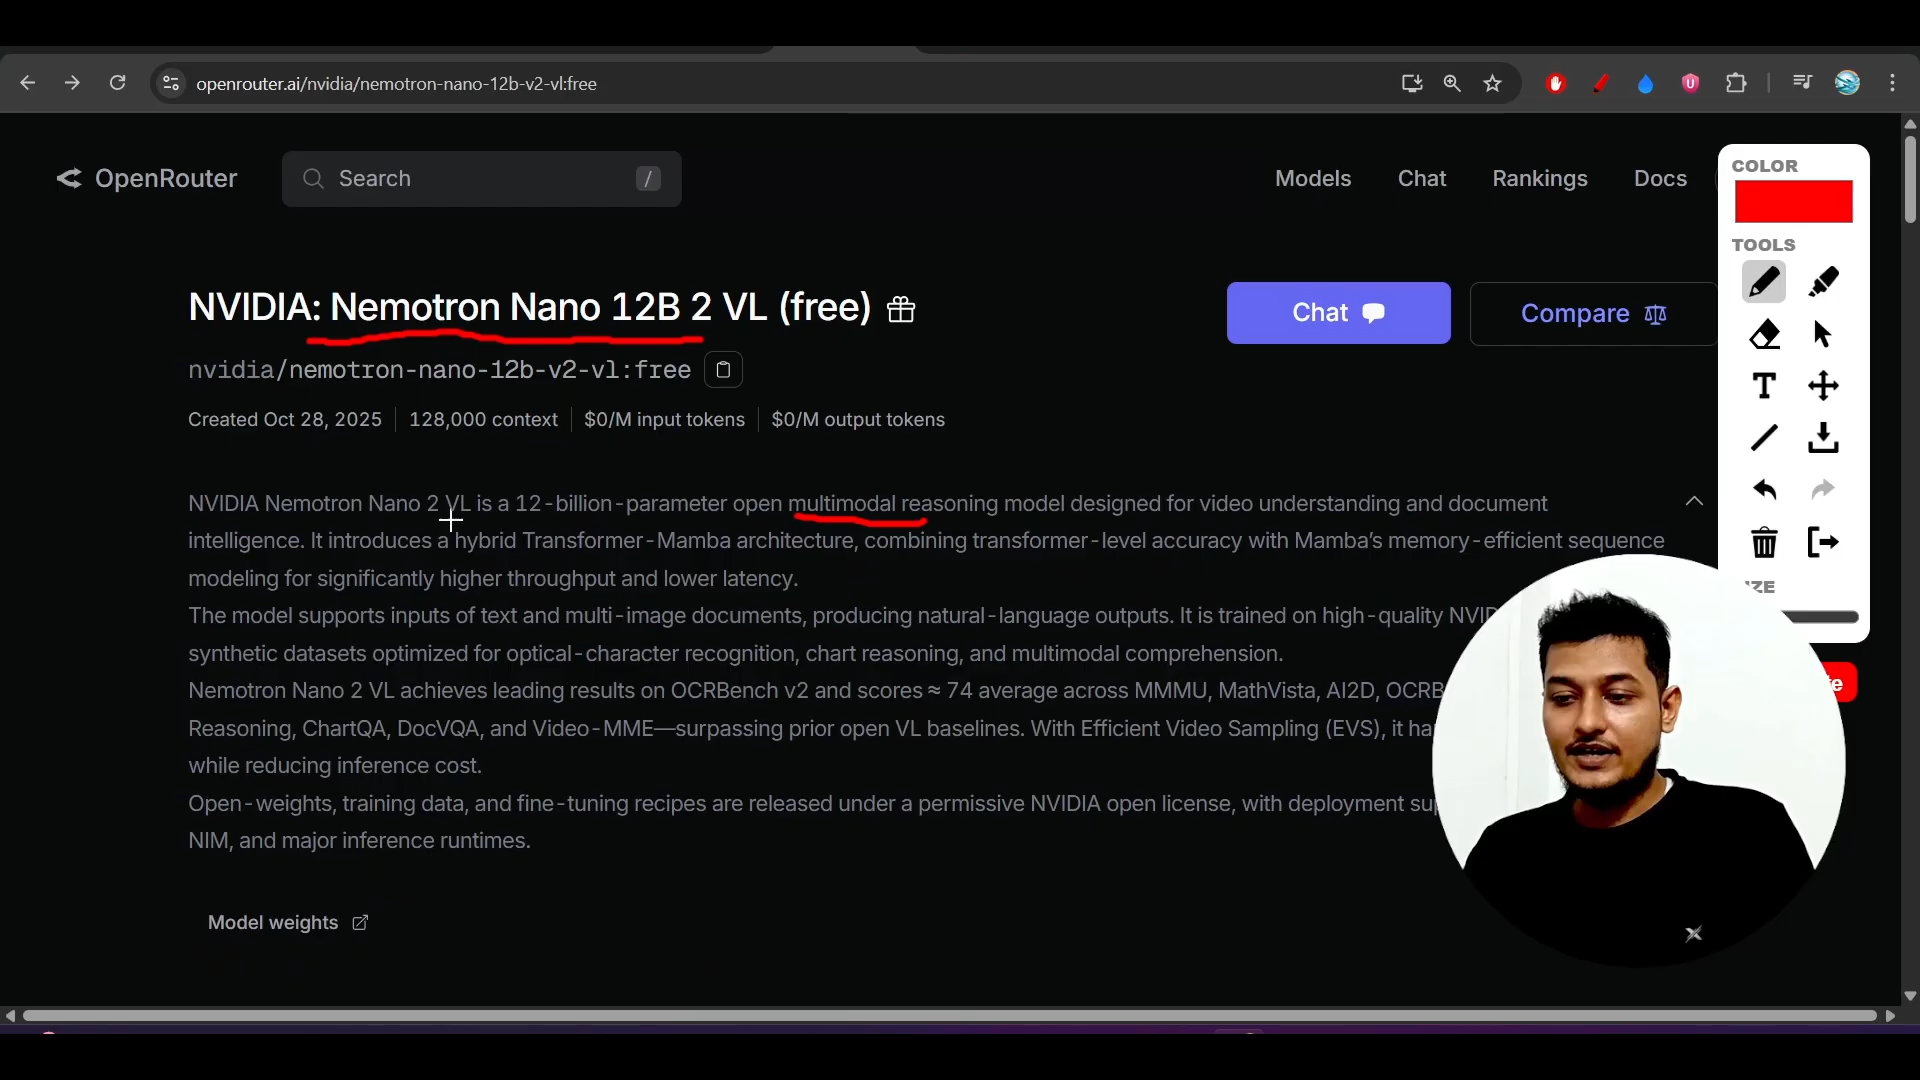 openrouter.ai/nvidia/nemotron-nano-12b-v2-vl:free
OpenRouter
Search
/
Models
Chat
Rankings
Docs
COLOR
TOOLS
NVIDIA: Nemotron Nano 12B 2 VL (free)
Chat
Compare
nvidia/nemotron-nano-12b-v2-vl:free
Created Oct 28, 2025
128,000 context
$0/M input tokens
$0/M output tokens
NVIDIA Nemotron Nano 2 VL is a 12-billion-parameter open multimodal reasoning model designed for video understanding and document
intelligence. It introduces a hybrid Transformer-Mamba architecture, combining transformer-level accuracy with Mamba's memory-efficient sequence
modeling for significantly higher throughput and lower latency.
The model supports inputs of text and multi-image documents, producing natural-language outputs. It is trained on high-quality
synthetic datasets optimized for optical-character recognition, chart reasoning, and multimodal comprehension.
Nemotron Nano 2 VL achieves leading results on OCRBench v2 and scores ≈ 74 average across MMMU, MathVista, AI2D,
Reasoning, ChartQA, DocVQA, and Video-MME—surpassing prior open VL baselines. With Efficient Video Sampling (EVS), it
while reducing inference cost.
Open-weights, training data, and fine-tuning recipes are released under a permissive NVIDIA open license, with deployment
NIM, and major inference runtimes.
Model weights